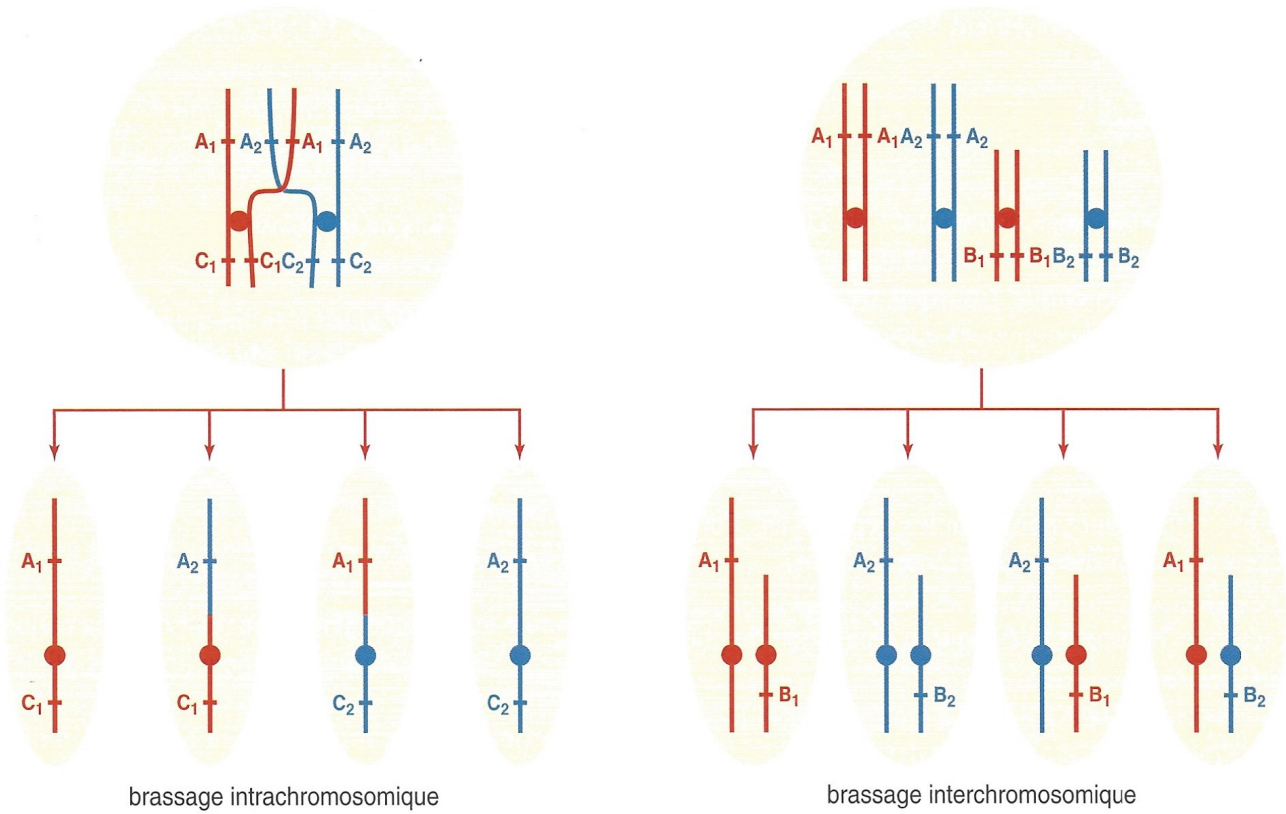 A₁ A₂ A₁ A₂
C₁ C₁ C₂ C₂
A₁ A₁ A₂ A₂
B₁ B₁ B₂ B₂
A₁ A₂ A₁ A₂
C₁ C₁ C₂ C₂
brassage intrachromosomique
A₁ A₂ A₂ A₁
B₁ B₂ B₁ B₂
brassage interchromosomique